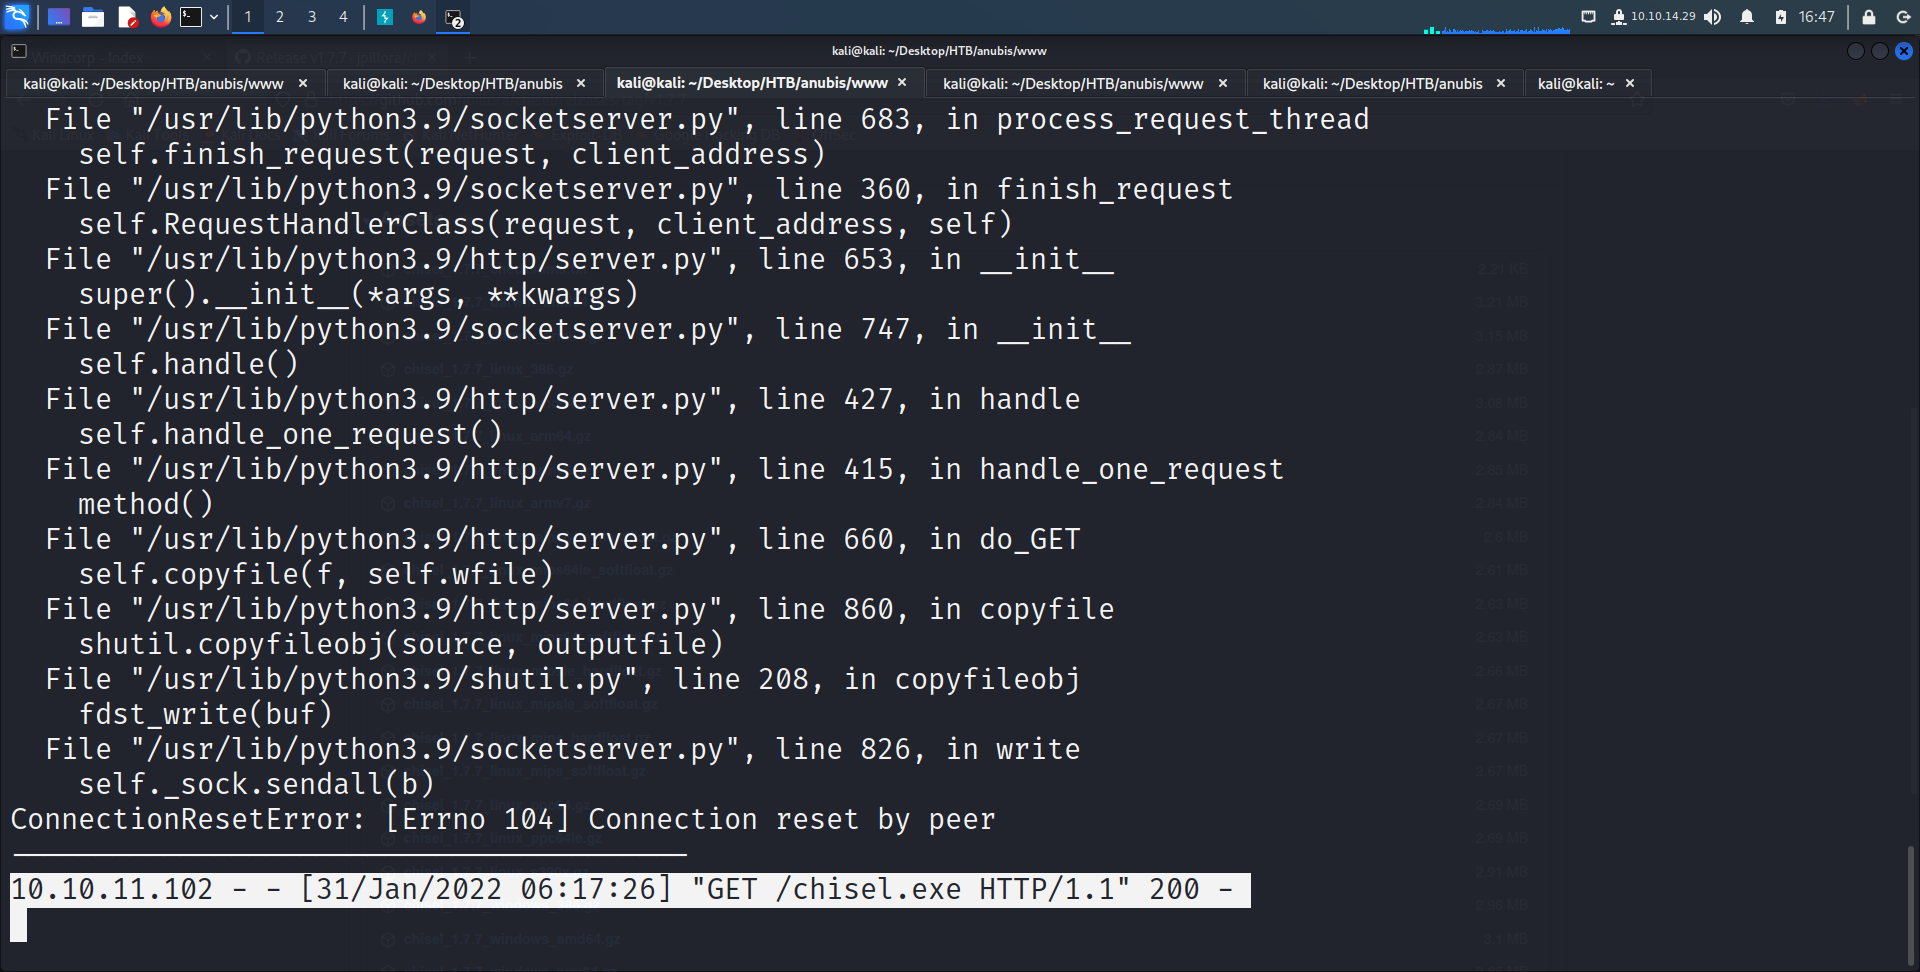 1 2 3 4 2 10.10.14.29 16:47
kali@kali: ~/Desktop/HTB/anubis/www
kali@kali: ~/Desktop/HTB/anubis/www kali@kali: ~/Desktop/HTB/anubis kali@kali: ~/Desktop/HTB/anubis/www kali@kali: ~/Desktop/HTB/anubis/www kali@kali: ~/Desktop/HTB/anubis kali@kali: ~
File "/usr/lib/python3.9/socketserver.py", line 683, in process_request_thread
self.finish_request(request, client_address)
File "/usr/lib/python3.9/socketserver.py", line 360, in finish_request
self.RequestHandlerClass(request, client_address, self)
File "/usr/lib/python3.9/http/server.py", line 653, in __init__
super().__init__(*args, **kwargs)
File "/usr/lib/python3.9/socketserver.py", line 747, in __init__
self.handle()
File "/usr/lib/python3.9/http/server.py", line 427, in handle
self.handle_one_request()
File "/usr/lib/python3.9/http/server.py", line 415, in handle_one_request
method()
File "/usr/lib/python3.9/http/server.py", line 660, in do_GET
self.copyfile(f, self.wfile)
File "/usr/lib/python3.9/http/server.py", line 860, in copyfile
shutil.copyfileobj(source, outputfile)
File "/usr/lib/python3.9/shutil.py", line 208, in copyfileobj
fdst_write(buf)
File "/usr/lib/python3.9/socketserver.py", line 826, in write
self._sock.sendall(b)
ConnectionResetError: [Errno 104] Connection reset by peer
----------------------------------------
10.10.11.102 - - [31/Jan/2022 06:17:26] "GET /chisel.exe HTTP/1.1" 200 -